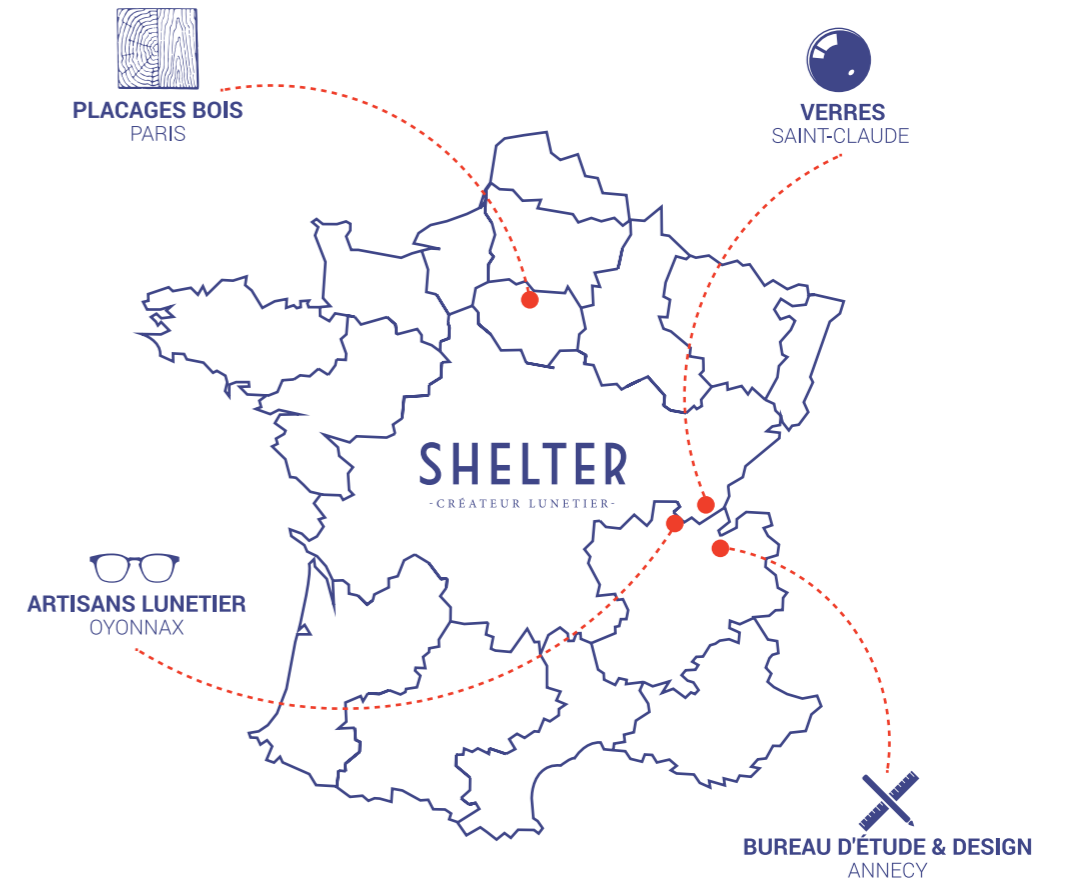 PLACAGES BOIS
PARIS
VERRES
SAINT-CLAUDE
SHELTER
-CRÉATEUR LUNETIER-
ARTISANS LUNETIER
OYONNAX
BUREAU D'ÉTUDE & DESIGN
ANNECY